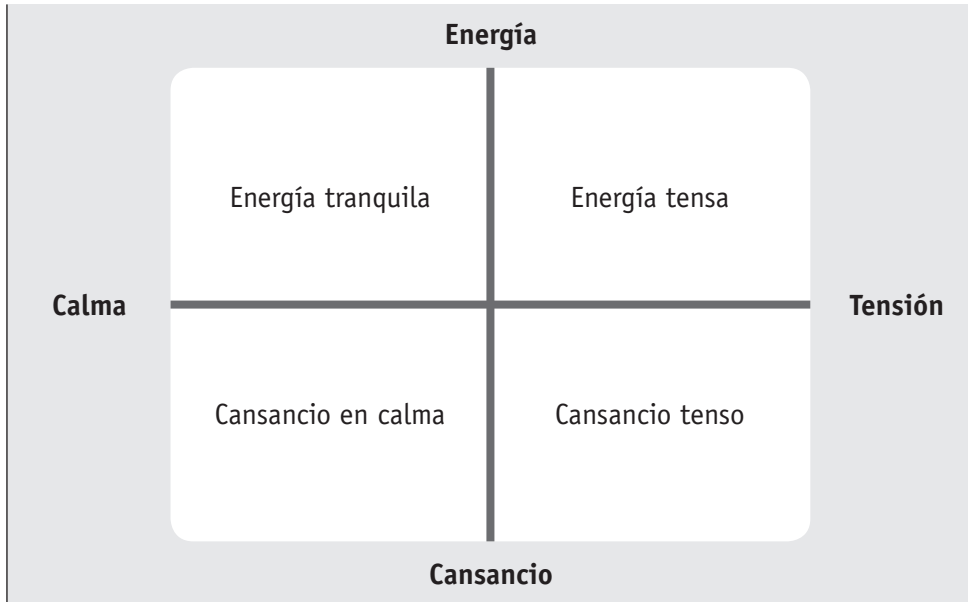 Energía
Energía tranquila
Energía tensa
Calma
Tensión
Cansancio en calma
Cansancio tenso
Cansancio